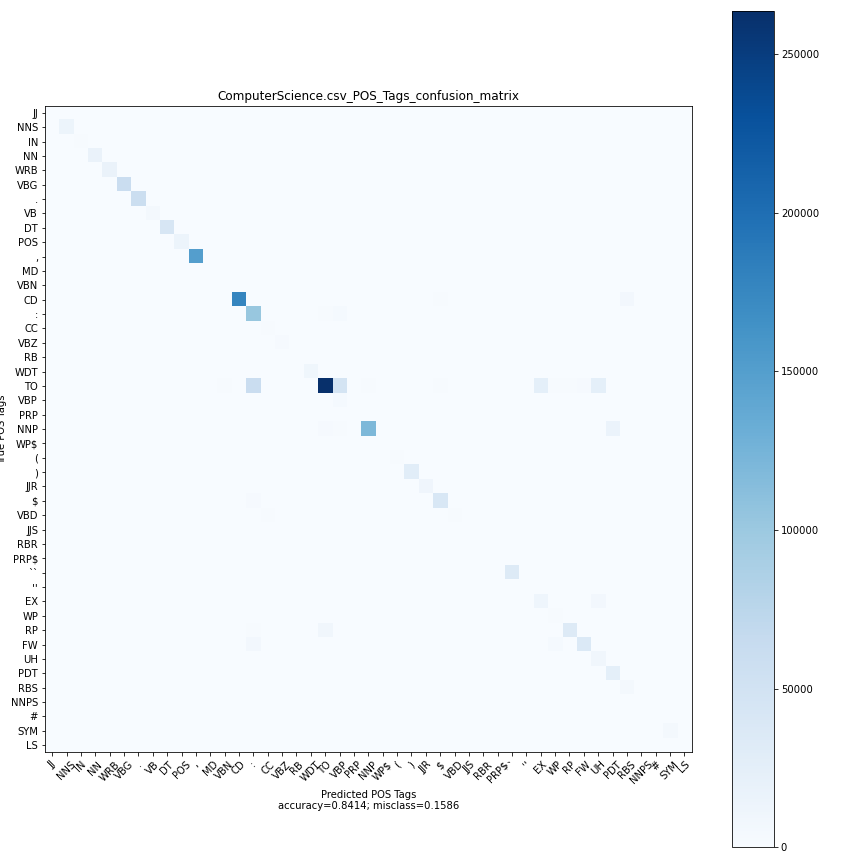 ComputerScience.csv_POS_Tags_confusion_matrix
JJ
NNS
IN
NN
WRB
VBG
.
VB
DT
POS
,
MD
VBN
CD
:
CC
VBZ
RB
WDT
TO
VBP
PRP
NNP
WP$
(
)
JJR
$
VBD
JJS
RBR
PRP$
``
''
EX
WP
RP
FW
UH
PDT
RBS
NNPS
#
SYM
LS
True POS Tags
JJ NNS IN NN WRB VBG . VB DT POS , MD VBN CD : CC VBZ RB WDT TO VBP PRP NNP WP$ ( ) JJR $ VBD JJS RBR PRP$ `` '' EX WP RP FW UH PDT RBS NNPS # SYM LS
Predicted POS Tags
accuracy=0.8414; misclass=0.1586
250000
200000
150000
100000
50000
0